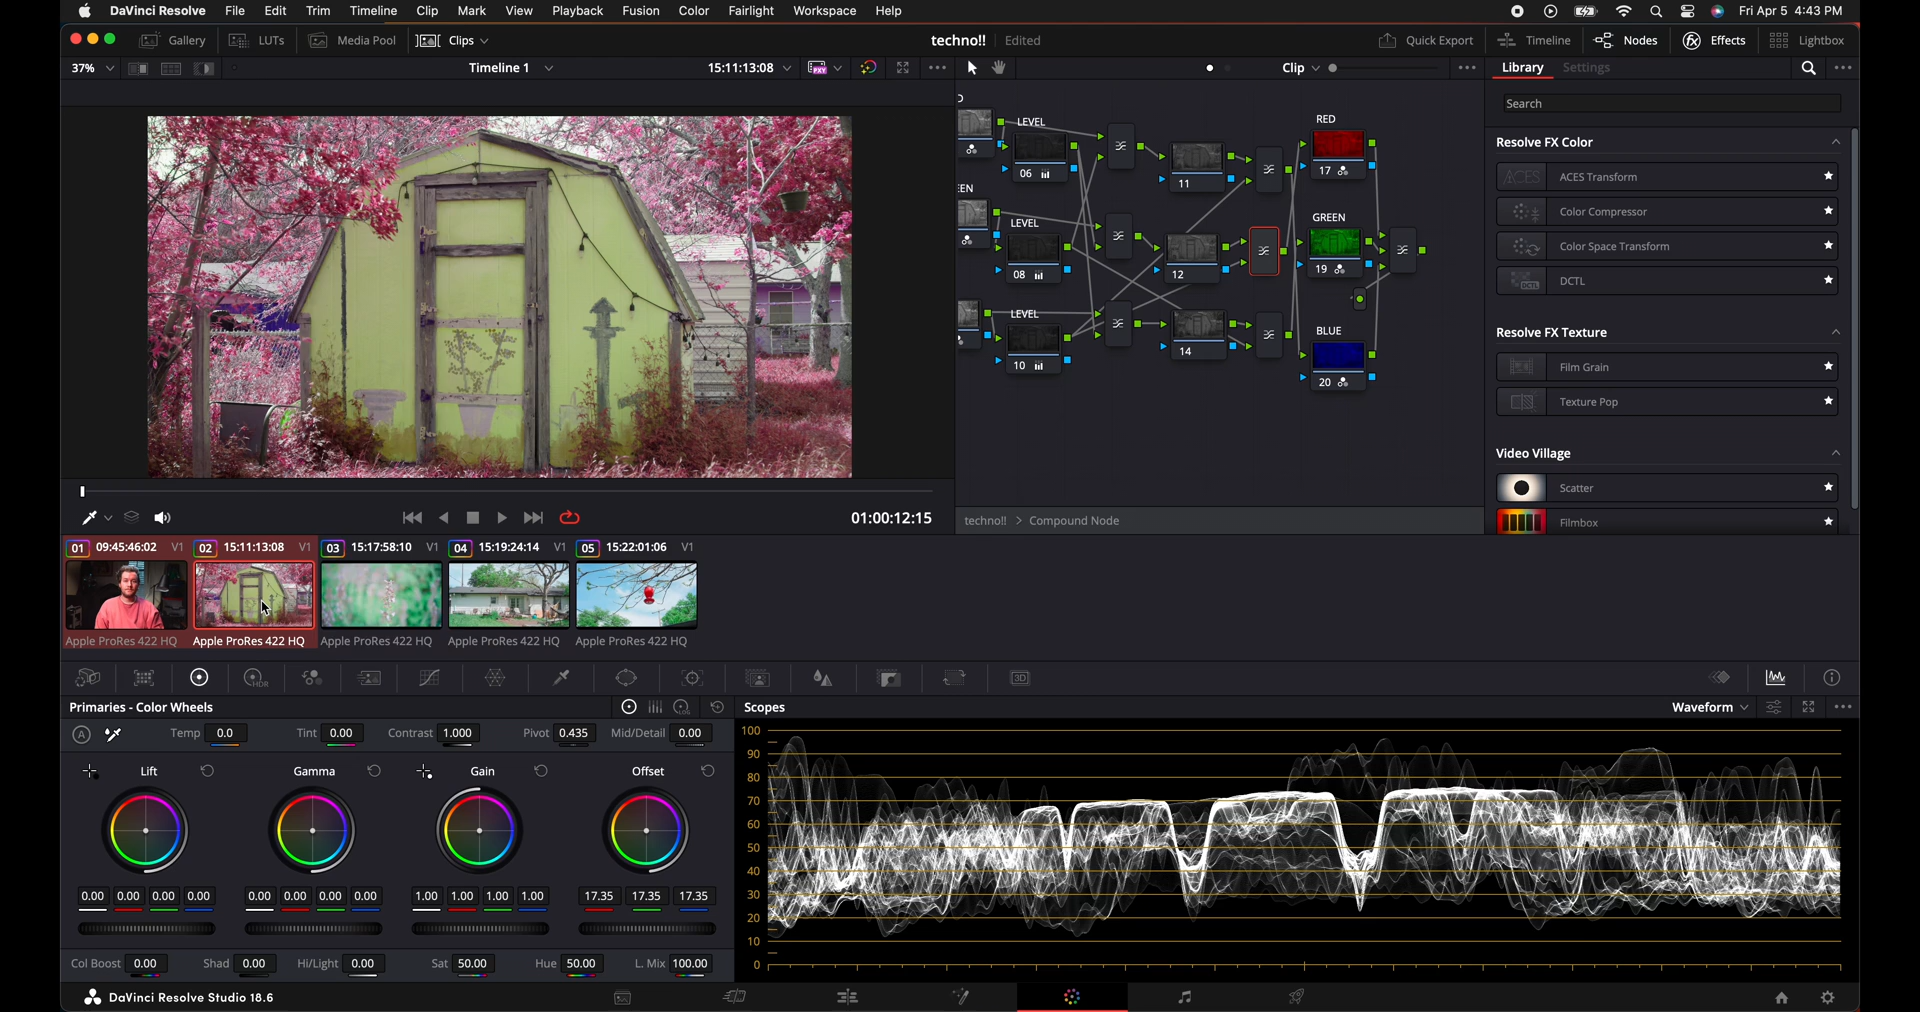 DaVinci Resolve File Edit Trim Timeline Clip Mark View Playback Fusion Color Fairlight Workspace Help Fri Apr 5 4:43 PM
Gallery LUTs Media Pool Clips techno!! Edited Quick Export Timeline Nodes Effects Lightbox
37% Timeline 1 15:11:13:08 PXY Clip Library Settings
Search
LEVEL RED
Resolve FX Color
06 11 17
ACES ACES Transform
EN LEVEL GREEN
Color Compressor
08 12 19
Color Space Transform
DCTL DCTL
LEVEL BLUE
Resolve FX Texture
10 14 20
Film Grain
Texture Pop
Video Village
Scatter
Filmbox
01:00:12:15
techno!! > Compound Node
01 09:45:46:02 V1 02 15:11:13:08 V1 03 15:17:58:10 V1 04 15:19:24:14 V1 05 15:22:01:06 V1
Apple ProRes 422 HQ Apple ProRes 422 HQ Apple ProRes 422 HQ Apple ProRes 422 HQ Apple ProRes 422 HQ
HDR 3D
Primaries - Color Wheels LOG Scopes Waveform
A Temp 0.0 Tint 0.00 Contrast 1.000 Pivot 0.435 Mid/Detail 0.00
Lift Gamma Gain Offset
0.00 0.00 0.00 0.00 0.00 0.00 0.00 0.00 1.00 1.00 1.00 1.00 17.35 17.35 17.35
Col Boost 0.00 Shad 0.00 Hi/Light 0.00 Sat 50.00 Hue 50.00 L. Mix 100.00
100
90
80
70
60
50
40
30
20
10
0
DaVinci Resolve Studio 18.6